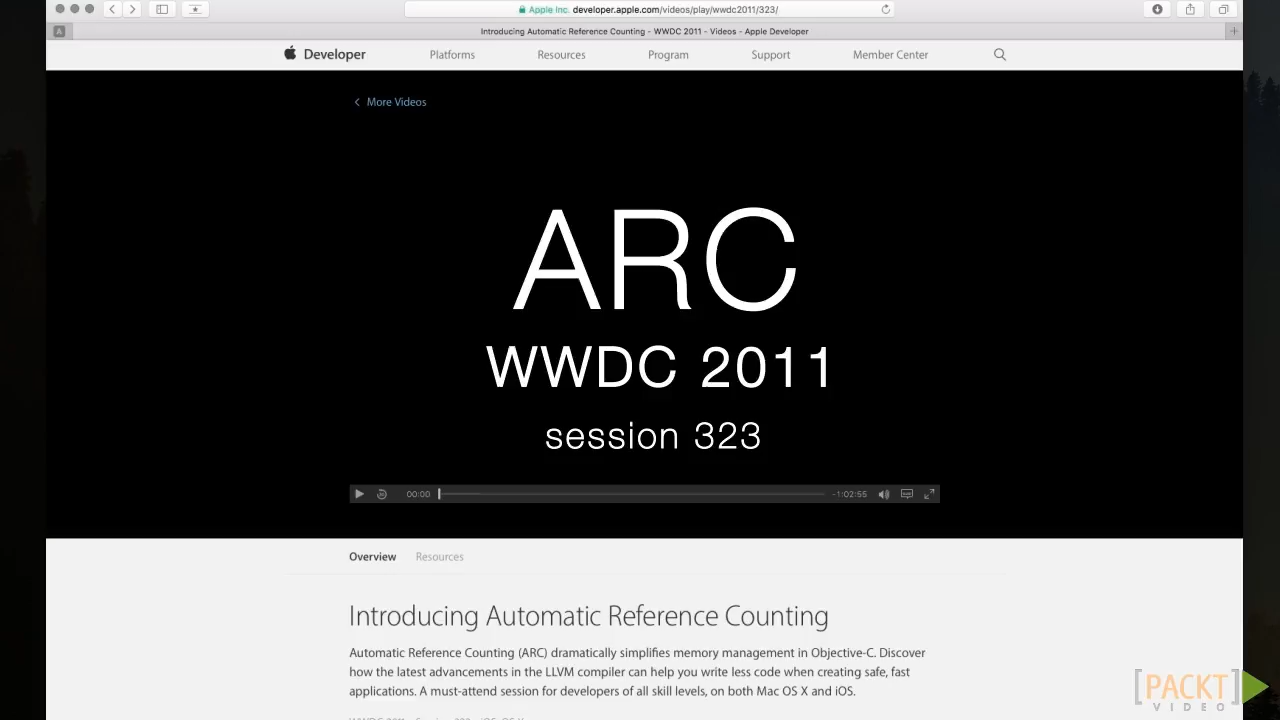 Apple Inc. developer.apple.com/videos/play/wwdc2011/323/
A
Introducing Automatic Reference Counting - WWDC 2011 - Videos - Apple Developer
Developer Platforms Resources Program Support Member Center
More Videos
ARC
WWDC 2011
session 323
00:00 -1:02:55
Overview Resources
Introducing Automatic Reference Counting
Automatic Reference Counting (ARC) dramatically simplifies memory management in Objective-C. Discover
how the latest advancements in the LLVM compiler can help you write less code when creating safe, fast
applications. A must-attend session for developers of all skill levels, on both Mac OS X and iOS.
[PACKT]
VIDEO